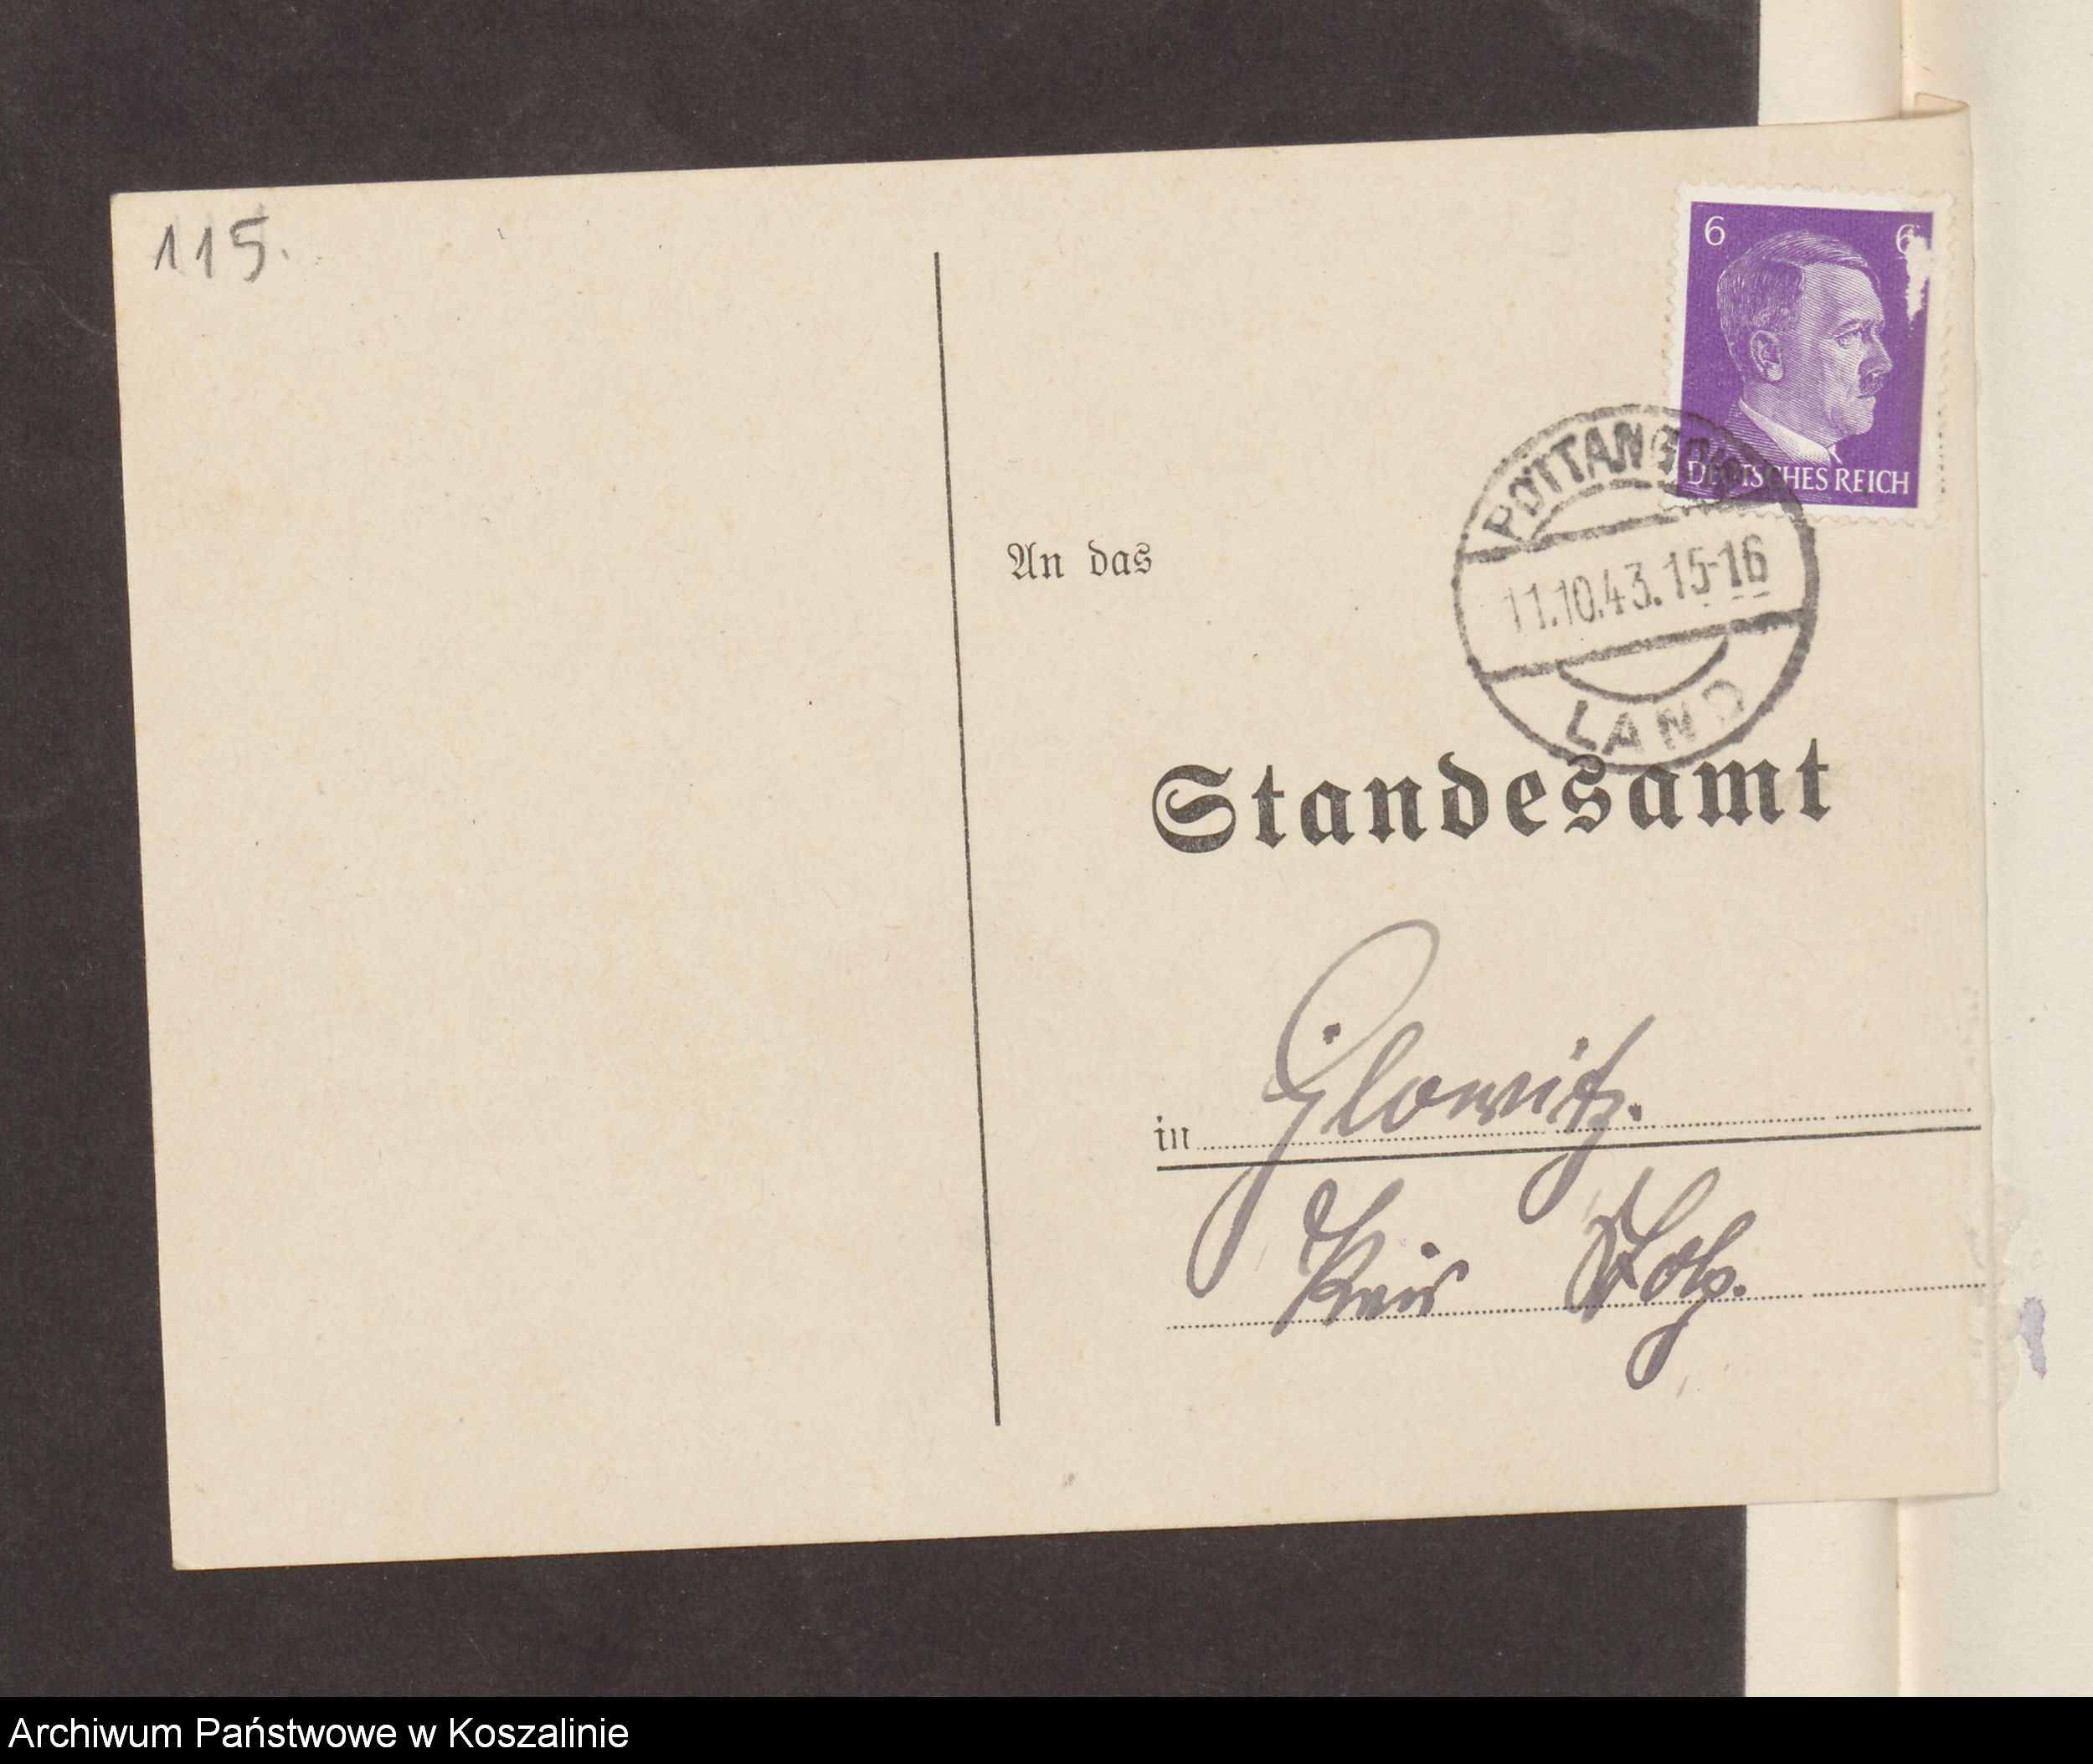 115.
6 6
DEUTSCHES REICH
POTTANGOW
11.10.43.15-16
LAND
An das
Standesamt
in Glowitz.
Kreis Stolp.
Archiwum Państwowe w Koszalinie